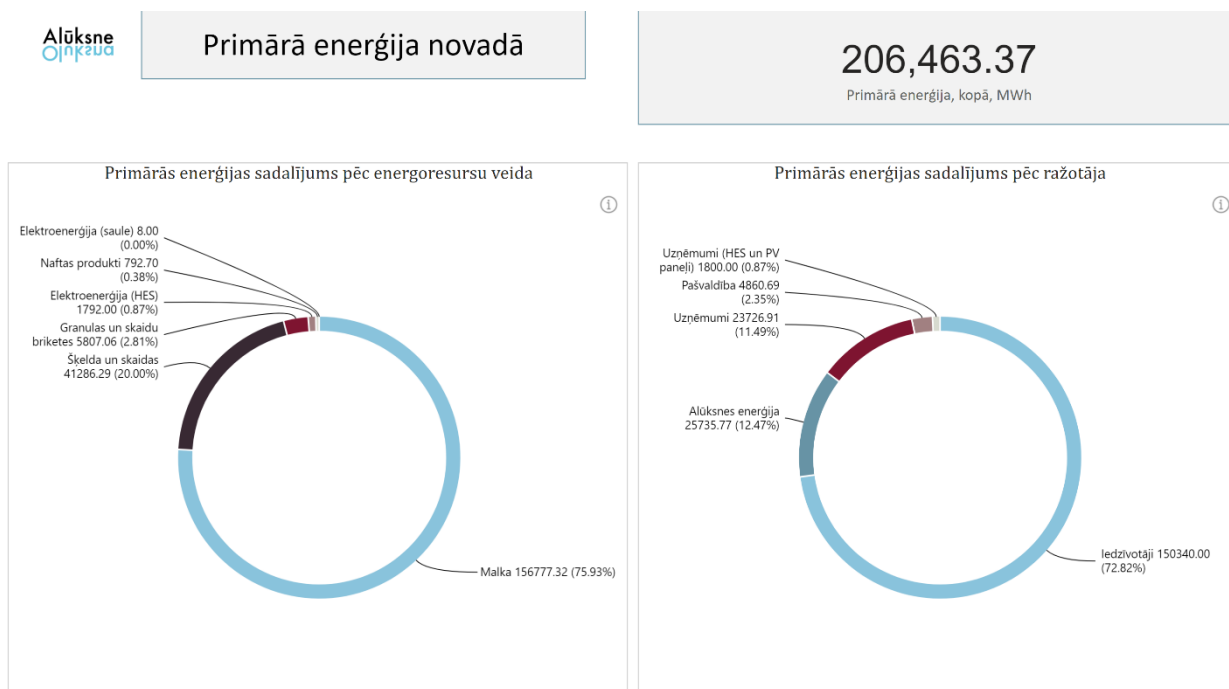 Alūksne
Primārā enerģija novadā
206,463.37
Primārā enerģija, kopā, MWh
Primārās enerģijas sadalījums pēc energoresursu veida
Elektroenerģija (saule) 8.00
(0.00%)
Naftas produkti 792.70
(0.38%)
Elektroenerģija (HES)
1792.00 (0.87%)
Granulas un skaidu
briketes 5807.06 (2.81%)
Šķelda un skaidas
41286.29 (20.00%)
Malka 156777.32 (75.93%)
Primārās enerģijas sadalījums pēc ražotāja
Uzņēmumi (HES un PV
paneļi) 1800.00 (0.87%)
Pašvaldība 4860.69
(2.35%)
Uzņēmumi 23726.91
(11.49%)
Alūksnes enerģija
25735.77 (12.47%)
Iedzīvotāji 150340.00
(72.82%)